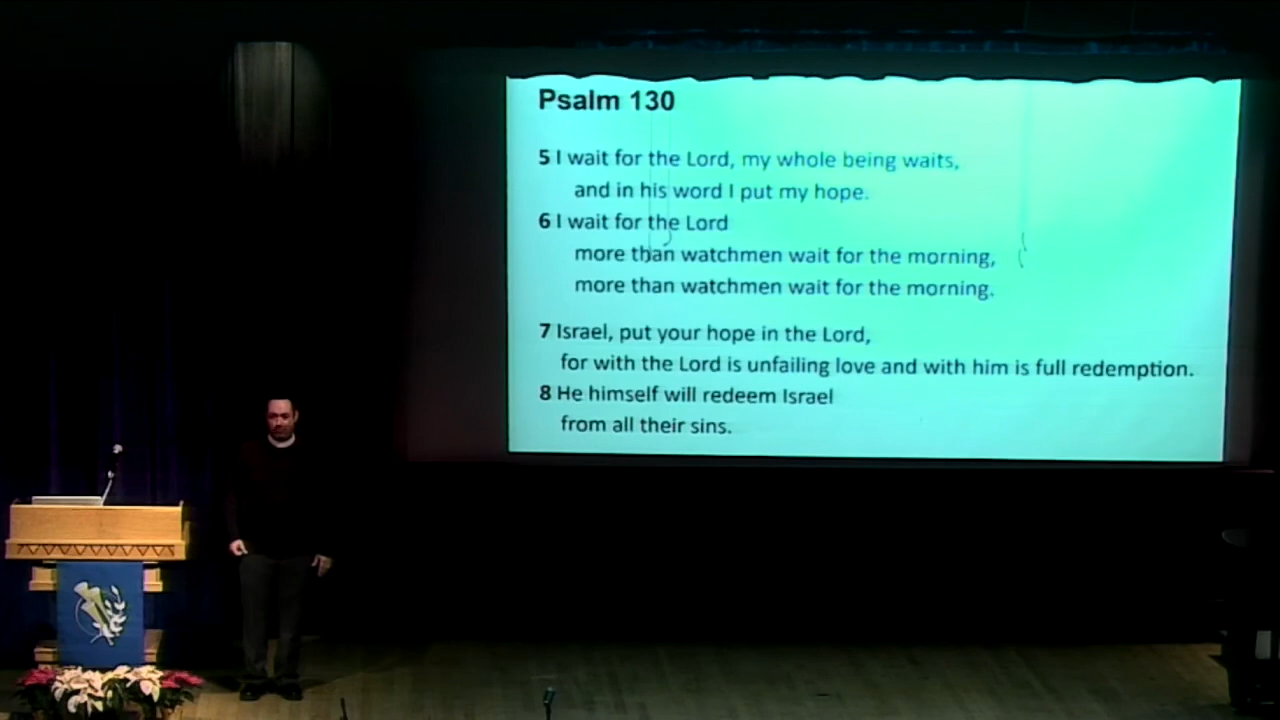 Psalm 130
5 I wait for the Lord, my whole being waits,
and in his word I put my hope.
6 I wait for the Lord
more than watchmen wait for the morning,
more than watchmen wait for the morning.
7 Israel, put your hope in the Lord,
for with the Lord is unfailing love and with him is full redemption.
8 He himself will redeem Israel
from all their sins.